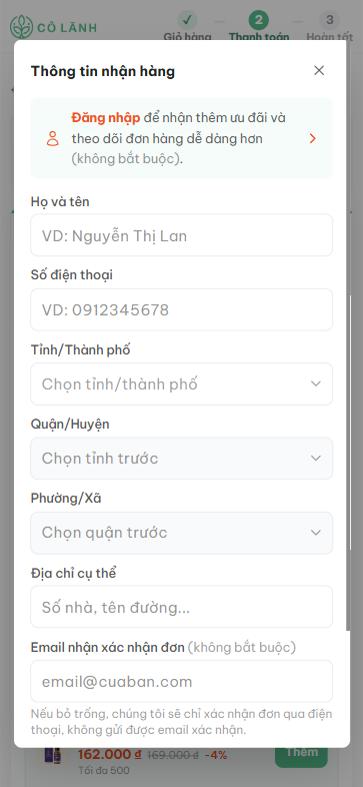 CỎ LÀNH
✓ 2 3
Giỏ hàng Thanh toán Hoàn tất
Thông tin nhận hàng
Đăng nhập để nhận thêm ưu đãi và
theo dõi đơn hàng dễ dàng hơn
(không bắt buộc).
Họ và tên
VD: Nguyễn Thị Lan
Số điện thoại
VD: 0912345678
Tỉnh/Thành phố
Chọn tỉnh/thành phố
Quận/Huyện
Chọn tỉnh trước
Phường/Xã
Chọn quận trước
Địa chỉ cụ thể
Số nhà, tên đường...
Email nhận xác nhận đơn (không bắt buộc)
email@cuaban.com
Nếu bỏ trống, chúng tôi sẽ chỉ xác nhận đơn qua điện
thoại, không gửi được email xác nhận.
162.000 ₫ 169.000 ₫ -4% Thêm
Tối đa 500